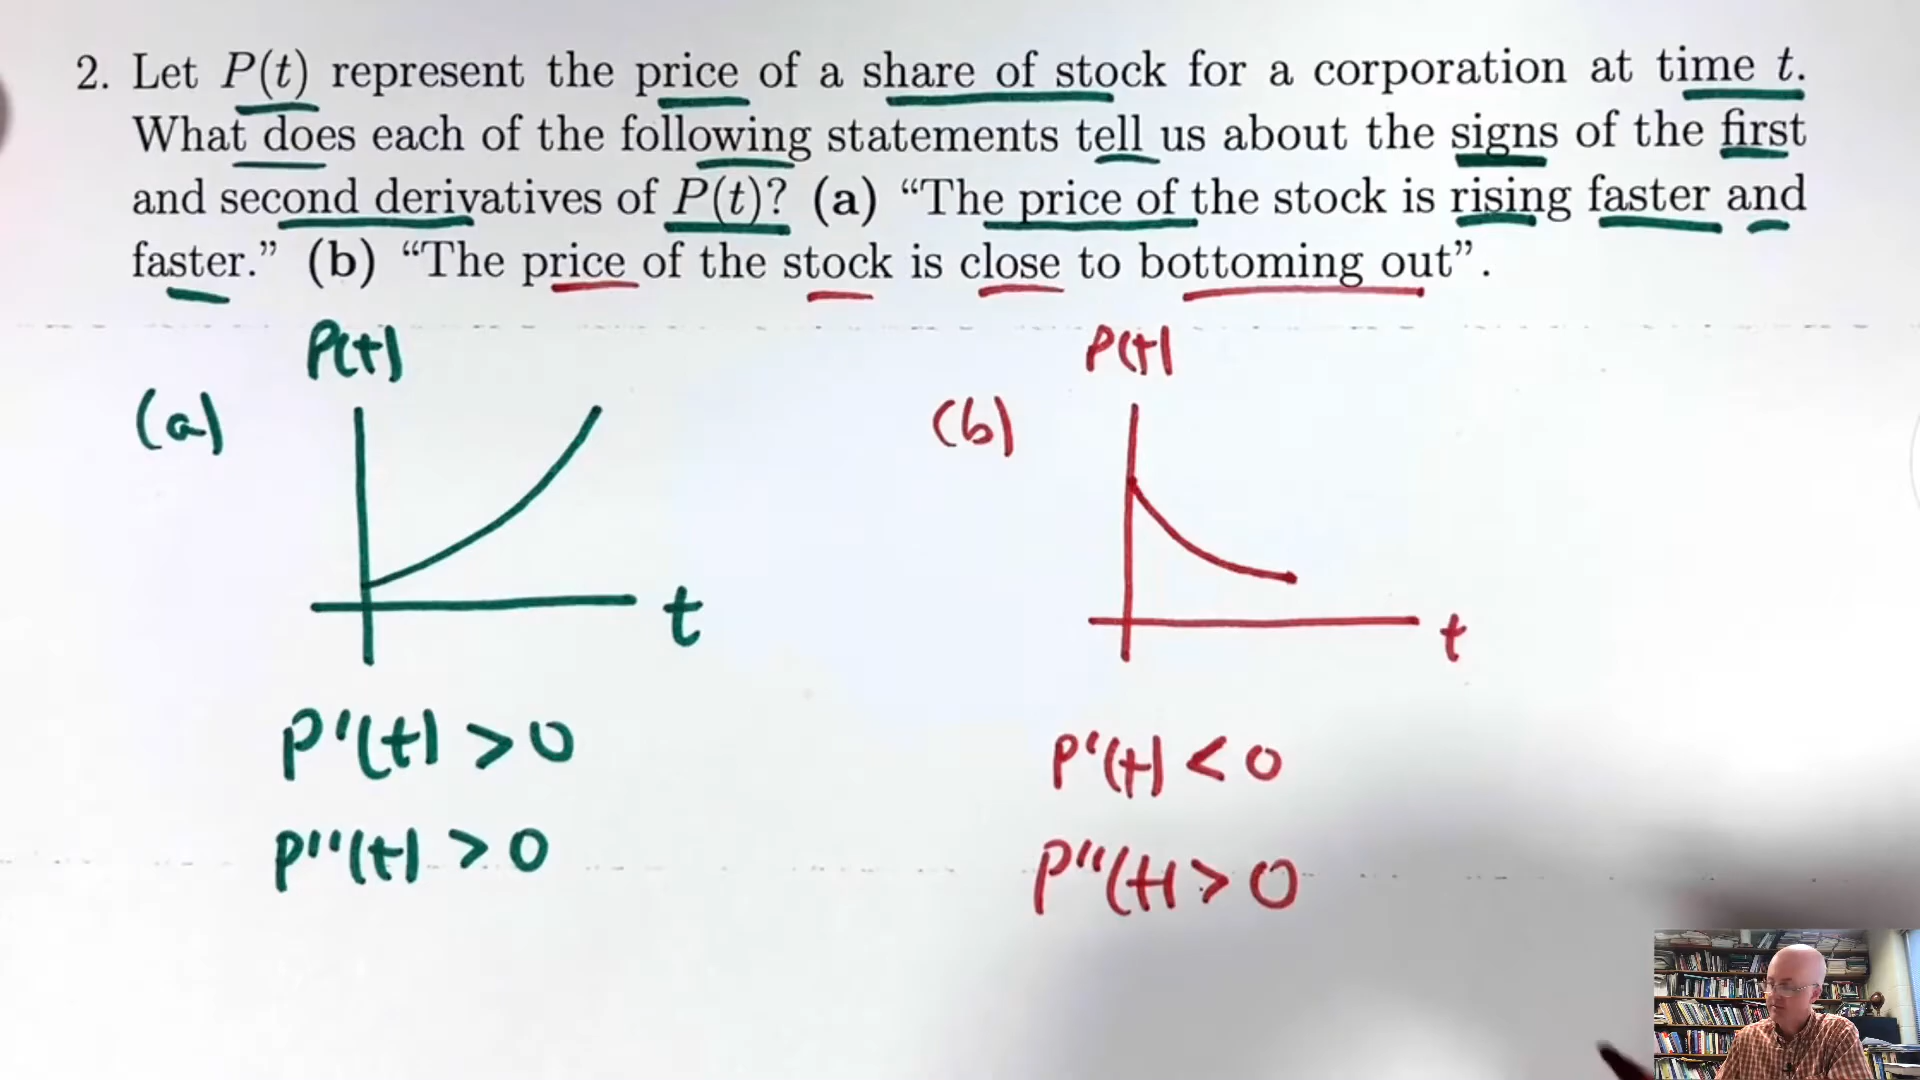 2. Let P(t) represent the price of a share of stock for a corporation at time t.
What does each of the following statements tell us about the signs of the first
and second derivatives of P(t)? (a) “The price of the stock is rising faster and
faster.” (b) “The price of the stock is close to bottoming out”.
P(t)
(a)
t
P'(t) > 0
P''(t) > 0
P(t)
(b)
t
P'(t) < 0
P''(t) > 0